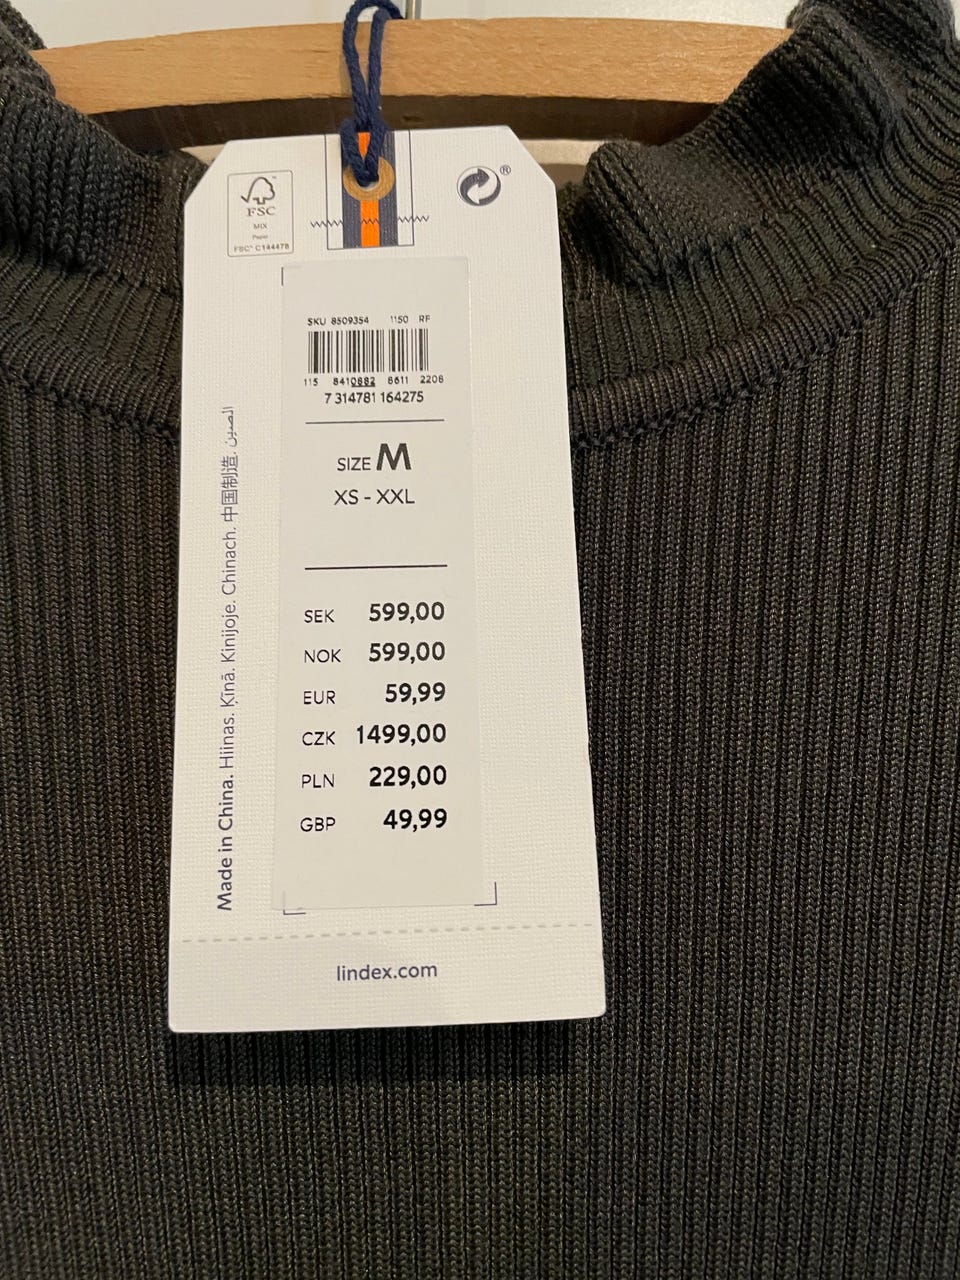 FSC
MIX
Paper
FSC™ C144478
®
SKU 8509354 1150 RF
115 8410882 8611 2206
7 314781 164275
SIZE M
XS - XXL
SEK 599,00
NOK 599,00
EUR 59,99
CZK 1499,00
PLN 229,00
GBP 49,99
Made in China. Hiinas. Ķīnā. Kinijoje. Chinach. 中国制造. الصين
lindex.com